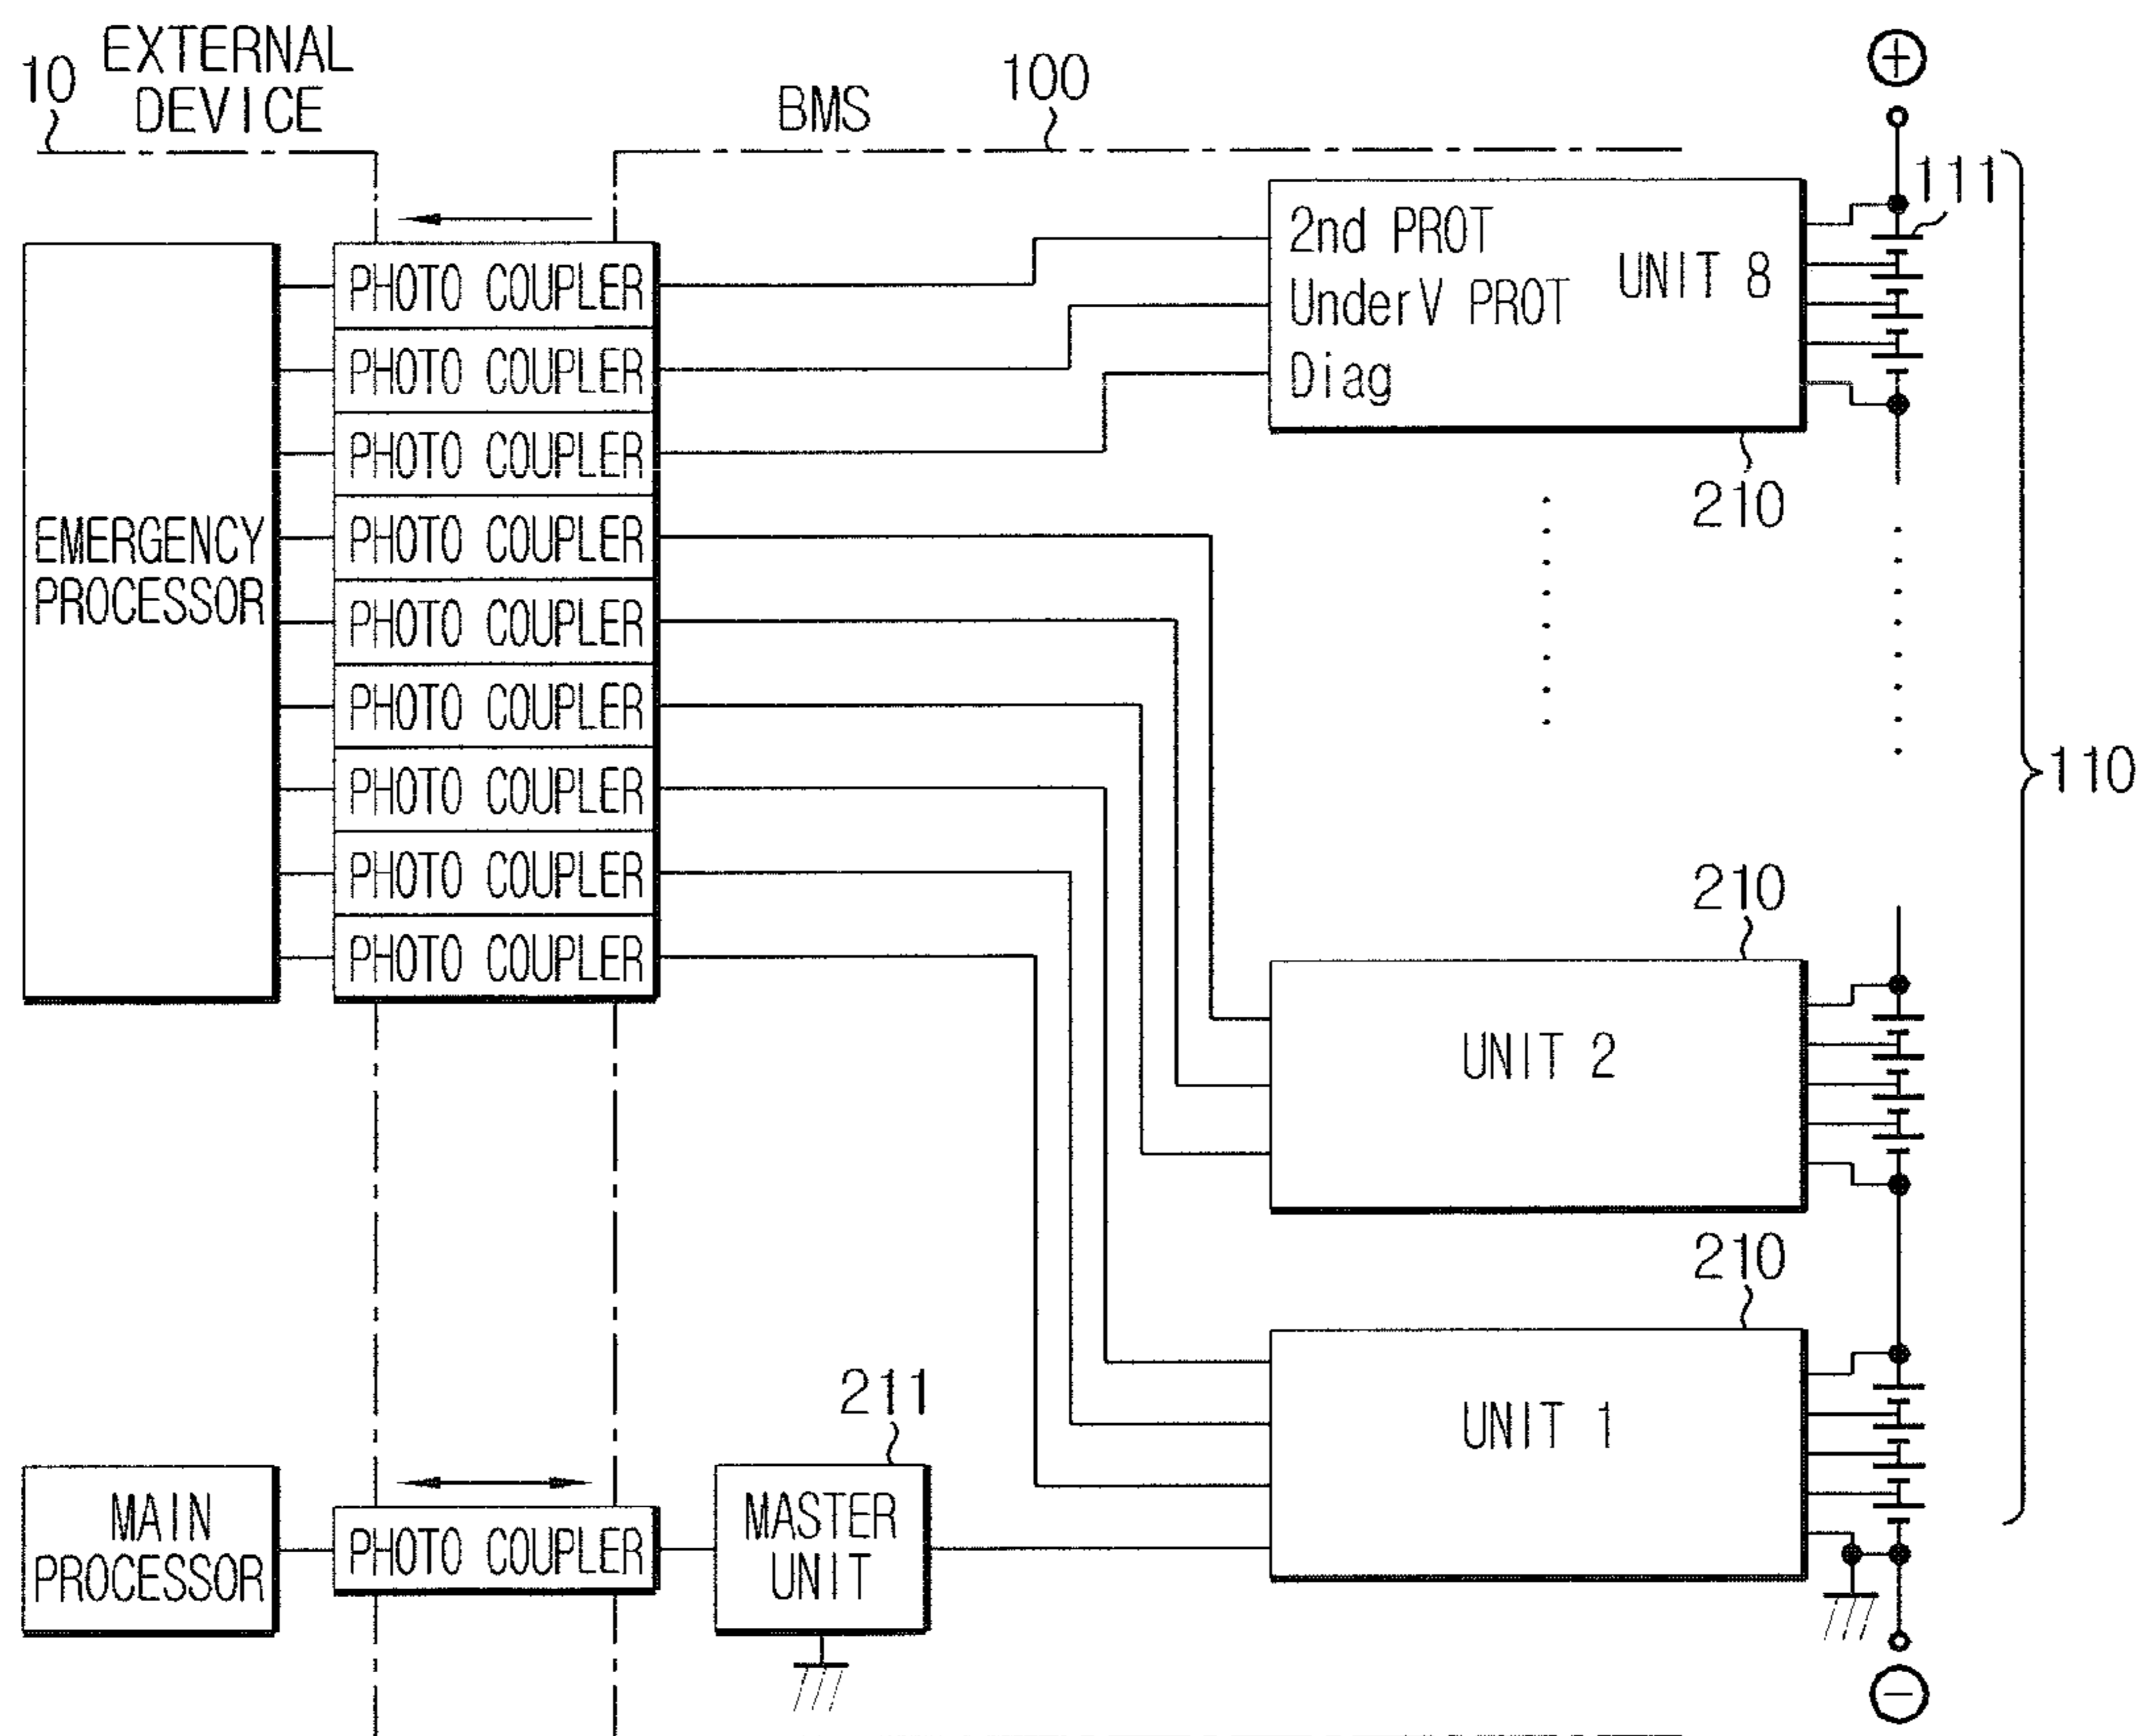 EXTERNAL
DEVICE
10
BMS
100
+
111
PHOTO COUPLER
PHOTO COUPLER
PHOTO COUPLER
PHOTO COUPLER
PHOTO COUPLER
PHOTO COUPLER
PHOTO COUPLER
PHOTO COUPLER
PHOTO COUPLER
EMERGENCY
PROCESSOR
2nd PROT
UnderV PROT
Diag
UNIT 8
210
110
210
UNIT 2
210
UNIT 1
211
MAIN
PROCESSOR
PHOTO COUPLER
MASTER
UNIT
−